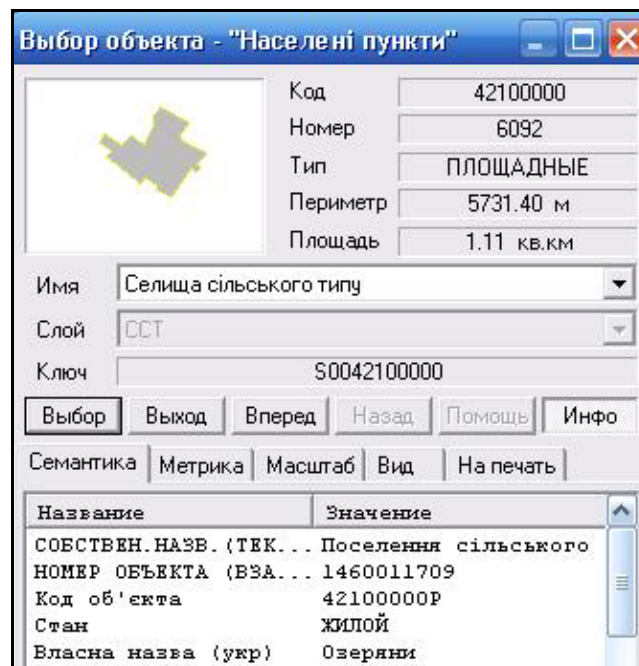 Выбор объекта - "Населені пункти"
Код 42100000
Номер 6092
Тип ПЛОЩАДНЫЕ
Периметр 5731.40 м
Площадь 1.11 кв.км
Имя Селища сільського типу
Слой ССТ
Ключ S0042100000
Выбор Выход Вперед Назад Помощь Инфо
Семантика Метрика Масштаб Вид На печать
Название Значение
СОБСТВЕН.НАЗВ.(ТЕК... Поселення сільського
НОМЕР ОБЪЕКТА (ВЗА... 1460011709
Код об'єкта 42100000P
Стан ЖИЛОЙ
Власна назва (укр) Озеряни